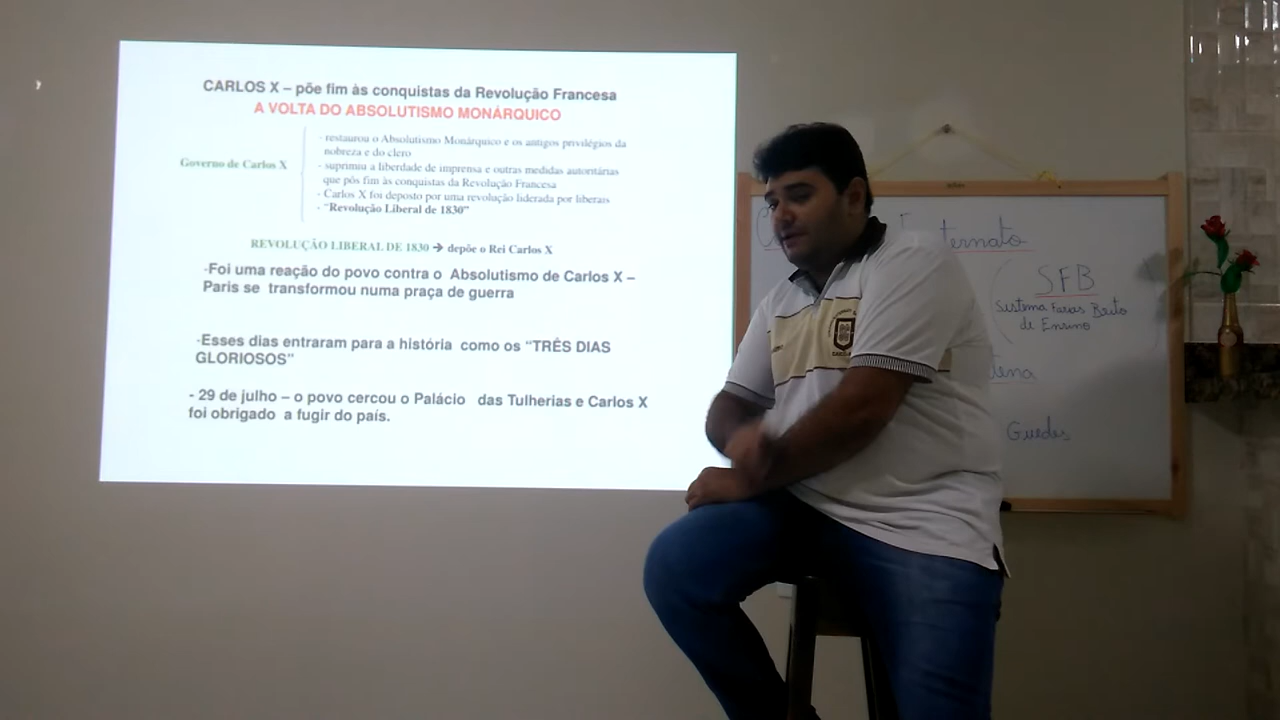 CARLOS X – põe fim às conquistas da Revolução Francesa
A VOLTA DO ABSOLUTISMO MONÁRQUICO
Governo de Carlos X
- restaurou o Absolutismo Monárquico e os antigos privilégios da
nobreza e do clero
- suprimiu a liberdade de imprensa e outras medidas autoritárias
que pôs fim às conquistas da Revolução Francesa
- Carlos X foi deposto por uma revolução liderada por liberais
- "Revolução Liberal de 1830"
REVOLUÇÃO LIBERAL DE 1830 → depõe o Rei Carlos X
-Foi uma reação do povo contra o Absolutismo de Carlos X –
Paris se transformou numa praça de guerra
-Esses dias entraram para a história como os "TRÊS DIAS
GLORIOSOS"
- 29 de julho – o povo cercou o Palácio das Tulherias e Carlos X
foi obrigado a fugir do país.
ternato
SFB
Sistema Farias Brito
de Ensino
Guedes